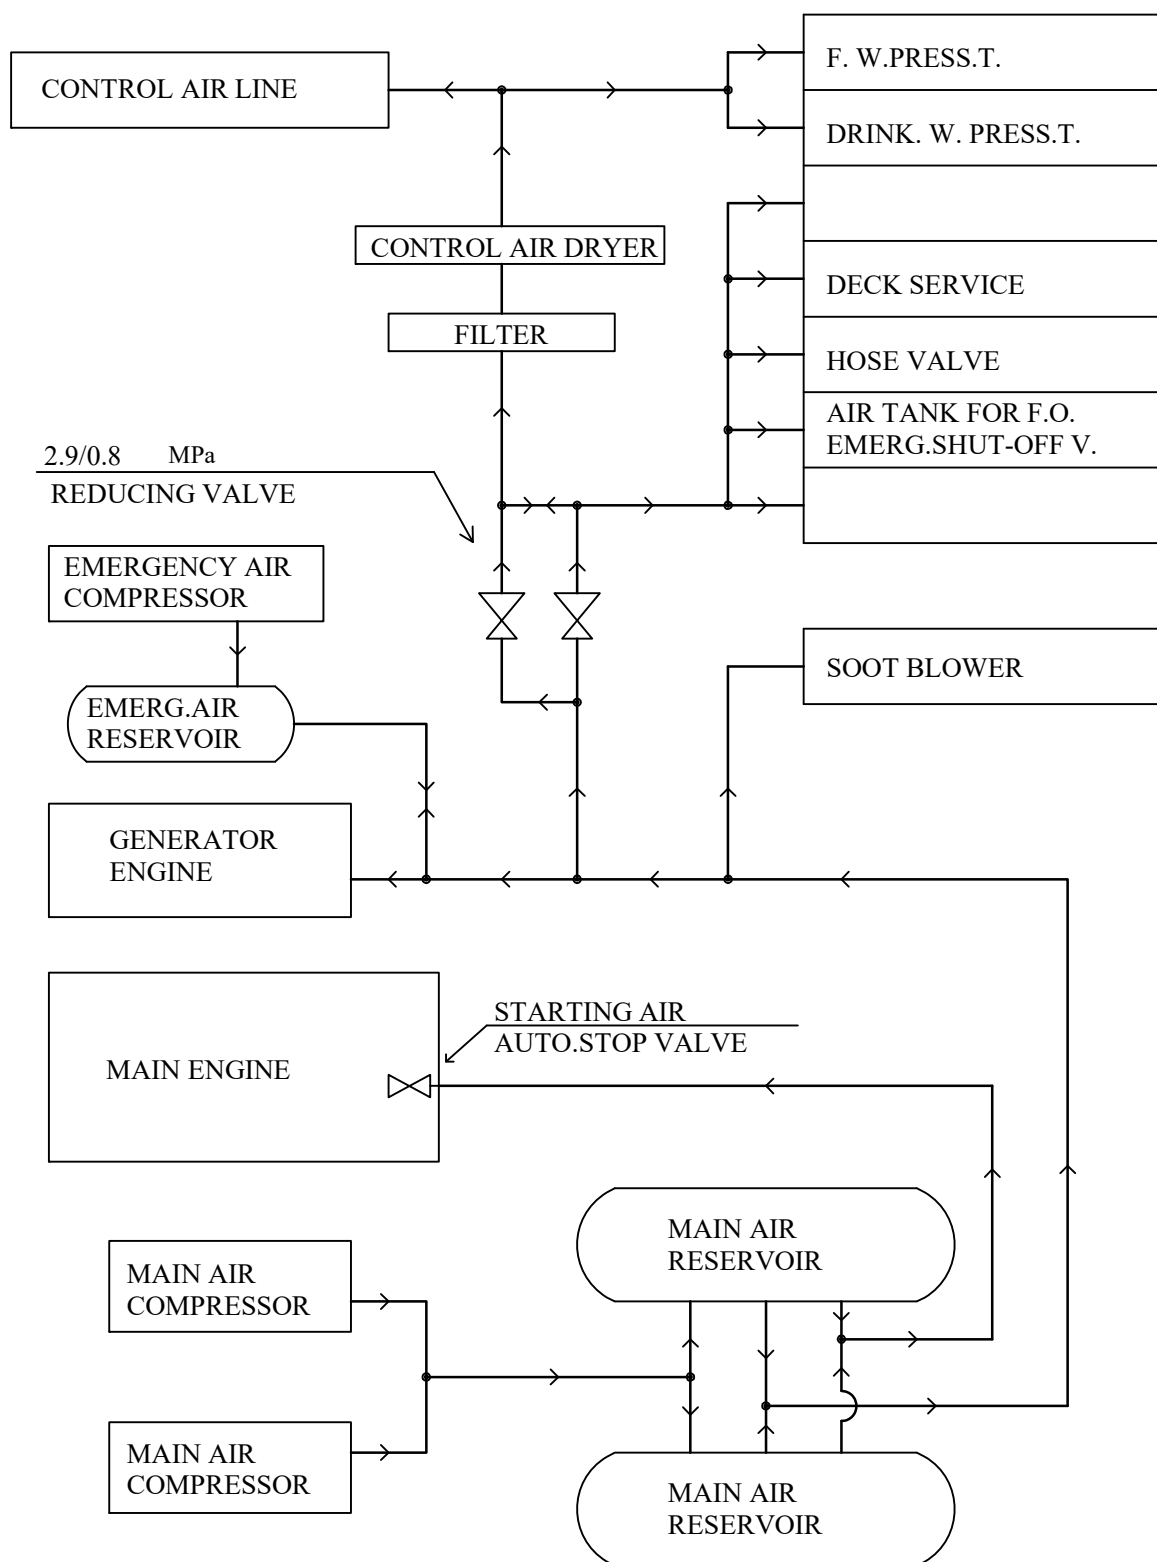 CONTROL AIR LINE
F. W.PRESS.T.
DRINK. W. PRESS.T.
CONTROL AIR DRYER
DECK SERVICE
FILTER
HOSE VALVE
AIR TANK FOR F.O.
EMERG.SHUT-OFF V.
2.9/0.8 MPa
REDUCING VALVE
EMERGENCY AIR
COMPRESSOR
SOOT BLOWER
EMERG.AIR
RESERVOIR
GENERATOR
ENGINE
STARTING AIR
AUTO.STOP VALVE
MAIN ENGINE
MAIN AIR
RESERVOIR
MAIN AIR
COMPRESSOR
MAIN AIR
COMPRESSOR
MAIN AIR
RESERVOIR